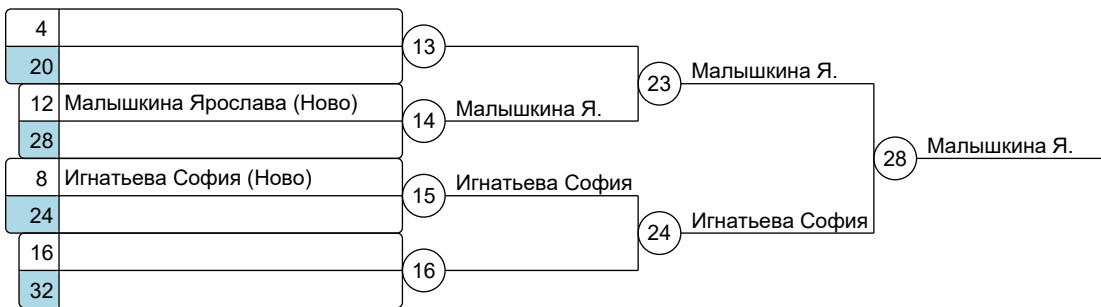 4
20
13
12 Малышкина Ярослава (Ново)
28
14
Малышкина Я.
23
Малышкина Я.
8 Игнатьева София (Ново)
24
15
Игнатьева София
16
32
16
24
Игнатьева София
28
Малышкина Я.